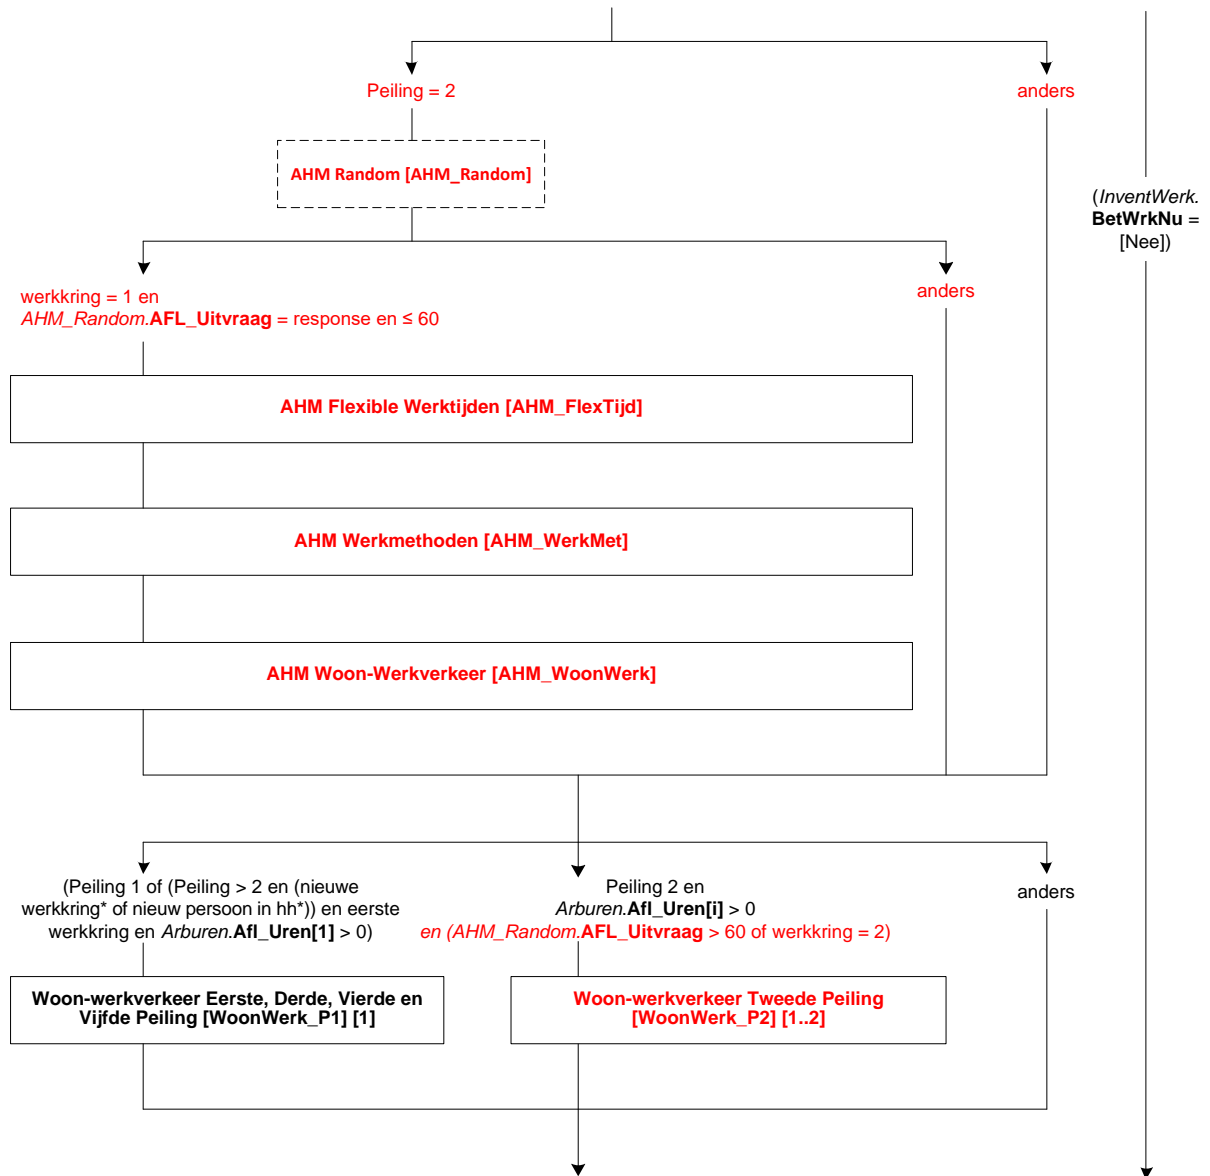 Peiling = 2
anders
AHM Random [AHM_Random]
(InventWerk.
BetWrkNu =
[Nee])
werkkring = 1 en
AHM_Random.AFL_Uitvraag = response en ≤ 60
anders
AHM Flexible Werktijden [AHM_FlexTijd]
AHM Werkmethoden [AHM_WerkMet]
AHM Woon-Werkverkeer [AHM_WoonWerk]
(Peiling 1 of (Peiling > 2 en (nieuwe
werkkring* of nieuw persoon in hh*)) en eerste
werkkring en Arburen.Afl_Uren[1] > 0)
Peiling 2 en
Arburen.Afl_Uren[i] > 0
en (AHM_Random.AFL_Uitvraag > 60 of werkkring = 2)
anders
Woon-werkverkeer Eerste, Derde, Vierde en
Vijfde Peiling [WoonWerk_P1] [1]
Woon-werkverkeer Tweede Peiling
[WoonWerk_P2] [1..2]